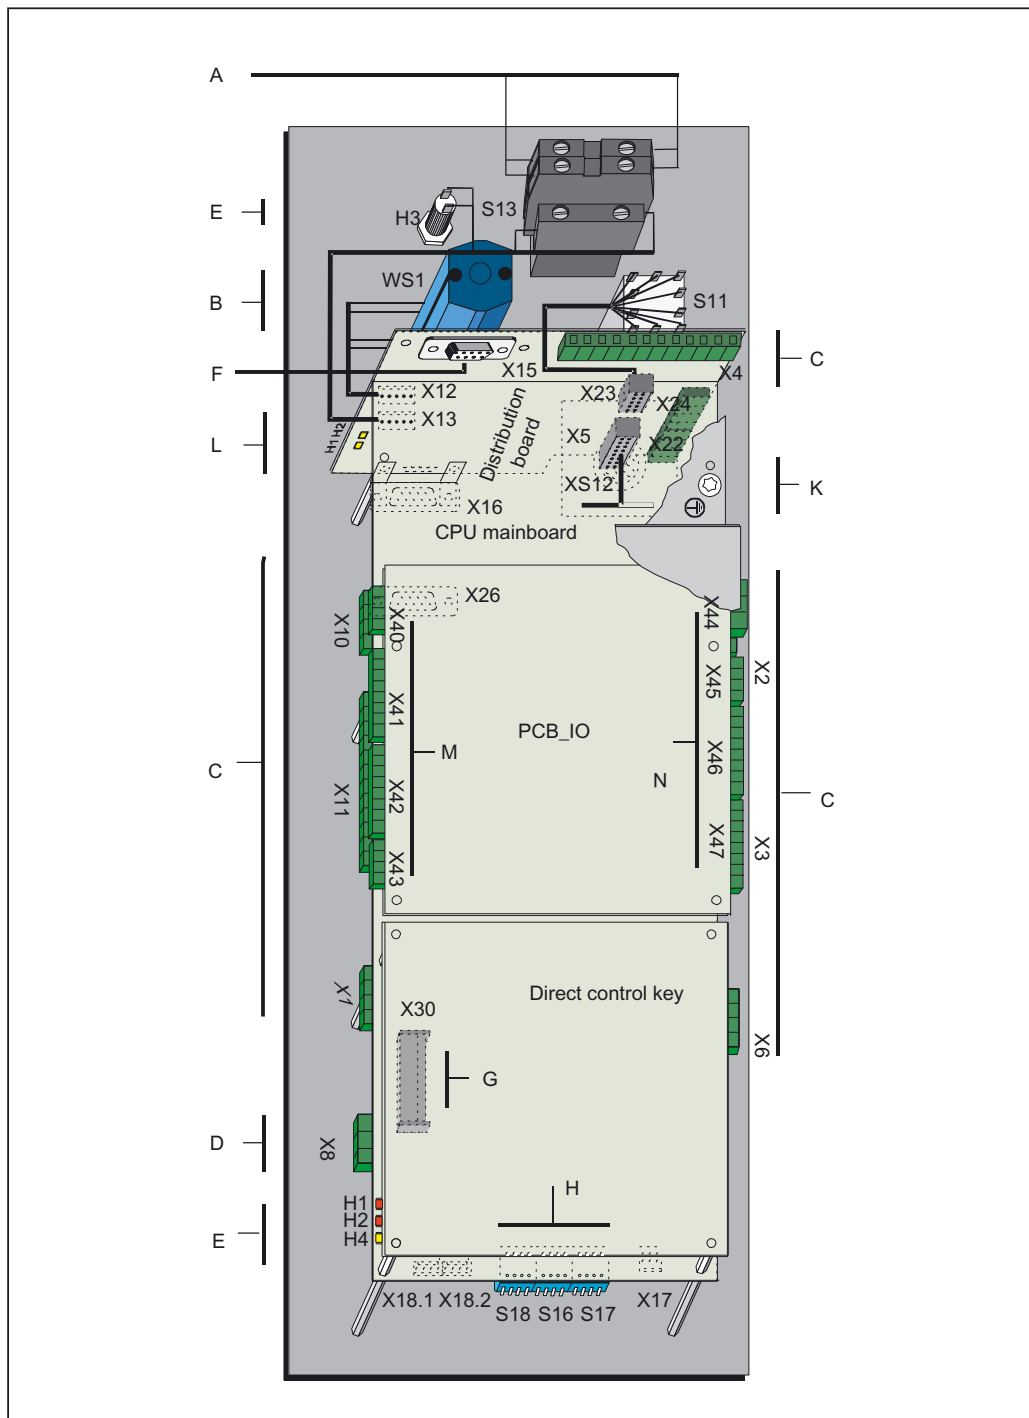 A
E
H3
S13
B
WS1
S11
F
X15
X4
C
X12
X23
X24
X13
H1 H2
L
Distribution
board
X5
X22
XS12
K
X16
CPU mainboard
X26
X10
X40
X44
X41
X45
X2
PCB_IO
M
N
C
X46
C
X11
X42
X43
X47
X3
X1
Direct control key
X30
X6
G
D
X8
H
H1
H2
H4
E
X18.1 X18.2
X17
S18 S16 S17